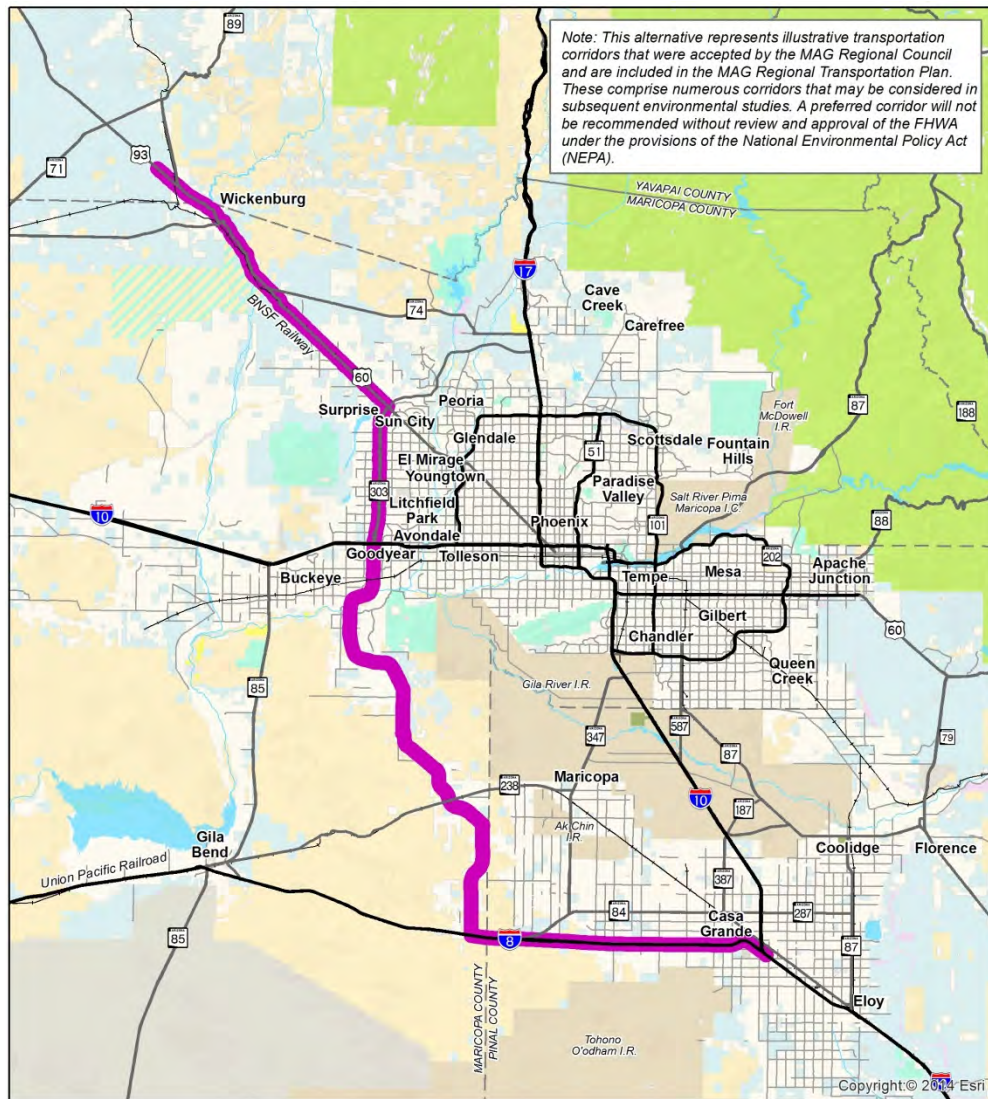 Note: This alternative represents illustrative transportation
corridors that were accepted by the MAG Regional Council
and are included in the MAG Regional Transportation Plan.
These comprise numerous corridors that may be considered in
subsequent environmental studies. A preferred corridor will not
be recommended without review and approval of the FHWA
under the provisions of the National Environmental Policy Act
(NEPA).
89
93
71
Wickenburg
YAVAPAI COUNTY
MARICOPA COUNTY
17
Cave
Creek
74
Carefree
BNSF Railway
60
Surprise
Sun City
Peoria
Fort
McDowell
I.R.
87
188
Glendale
51
Scottsdale
Fountain
Hills
El Mirage
Youngtown
303
Paradise
Valley
Litchfield
Park
Salt River Pima
Maricopa I.C.
10
101
88
Phoenix
Avondale
Goodyear
Tolleson
202
Buckeye
Tempe
Mesa
Apache
Junction
Gilbert
60
Chandler
Queen
Creek
85
Gila River I.R.
587
347
87
79
Maricopa
238
10
187
Ak Chin
I.R.
Gila
Bend
Coolidge
Florence
Union Pacific Railroad
387
84
Casa
Grande
287
85
8
87
MARICOPA COUNTY
PINAL COUNTY
Eloy
Tohono
O'odham I.R.
Copyright:© 2014 Esri